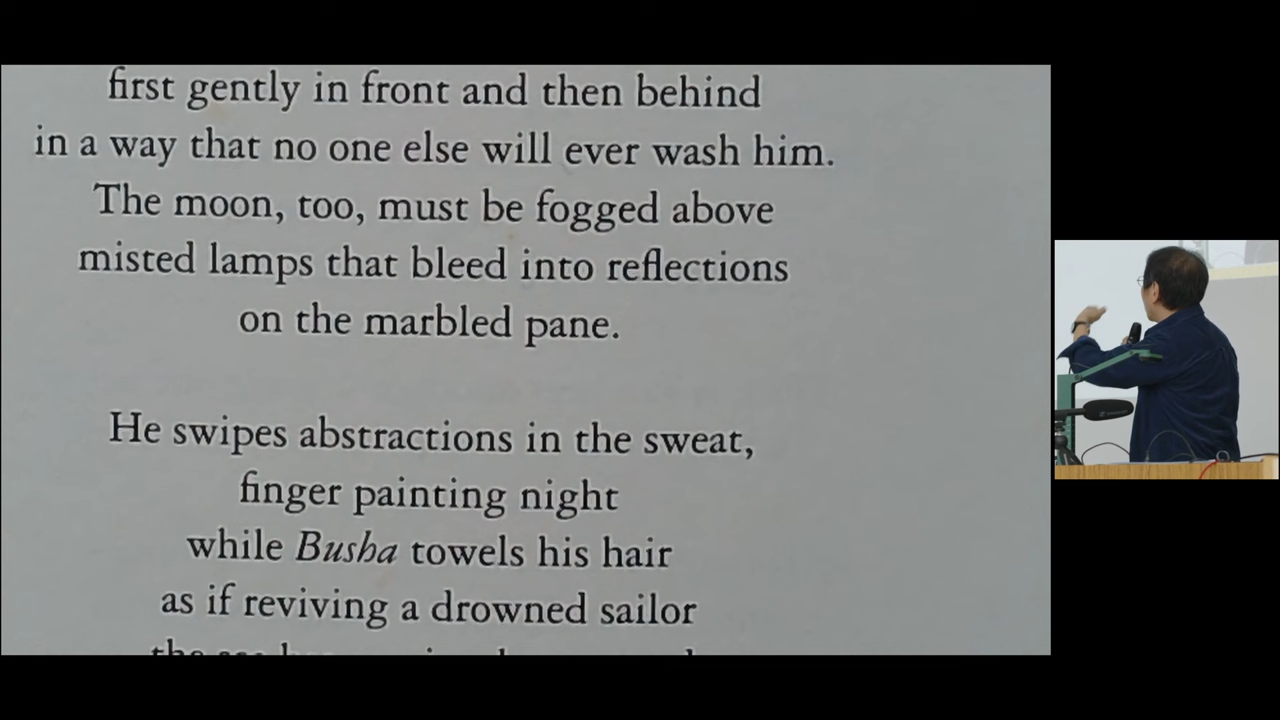 first gently in front and then behind
in a way that no one else will ever wash him.
The moon, too, must be fogged above
misted lamps that bleed into reflections
on the marbled pane.
He swipes abstractions in the sweat,
finger painting night
while Busha towels his hair
as if reviving a drowned sailor
the sea